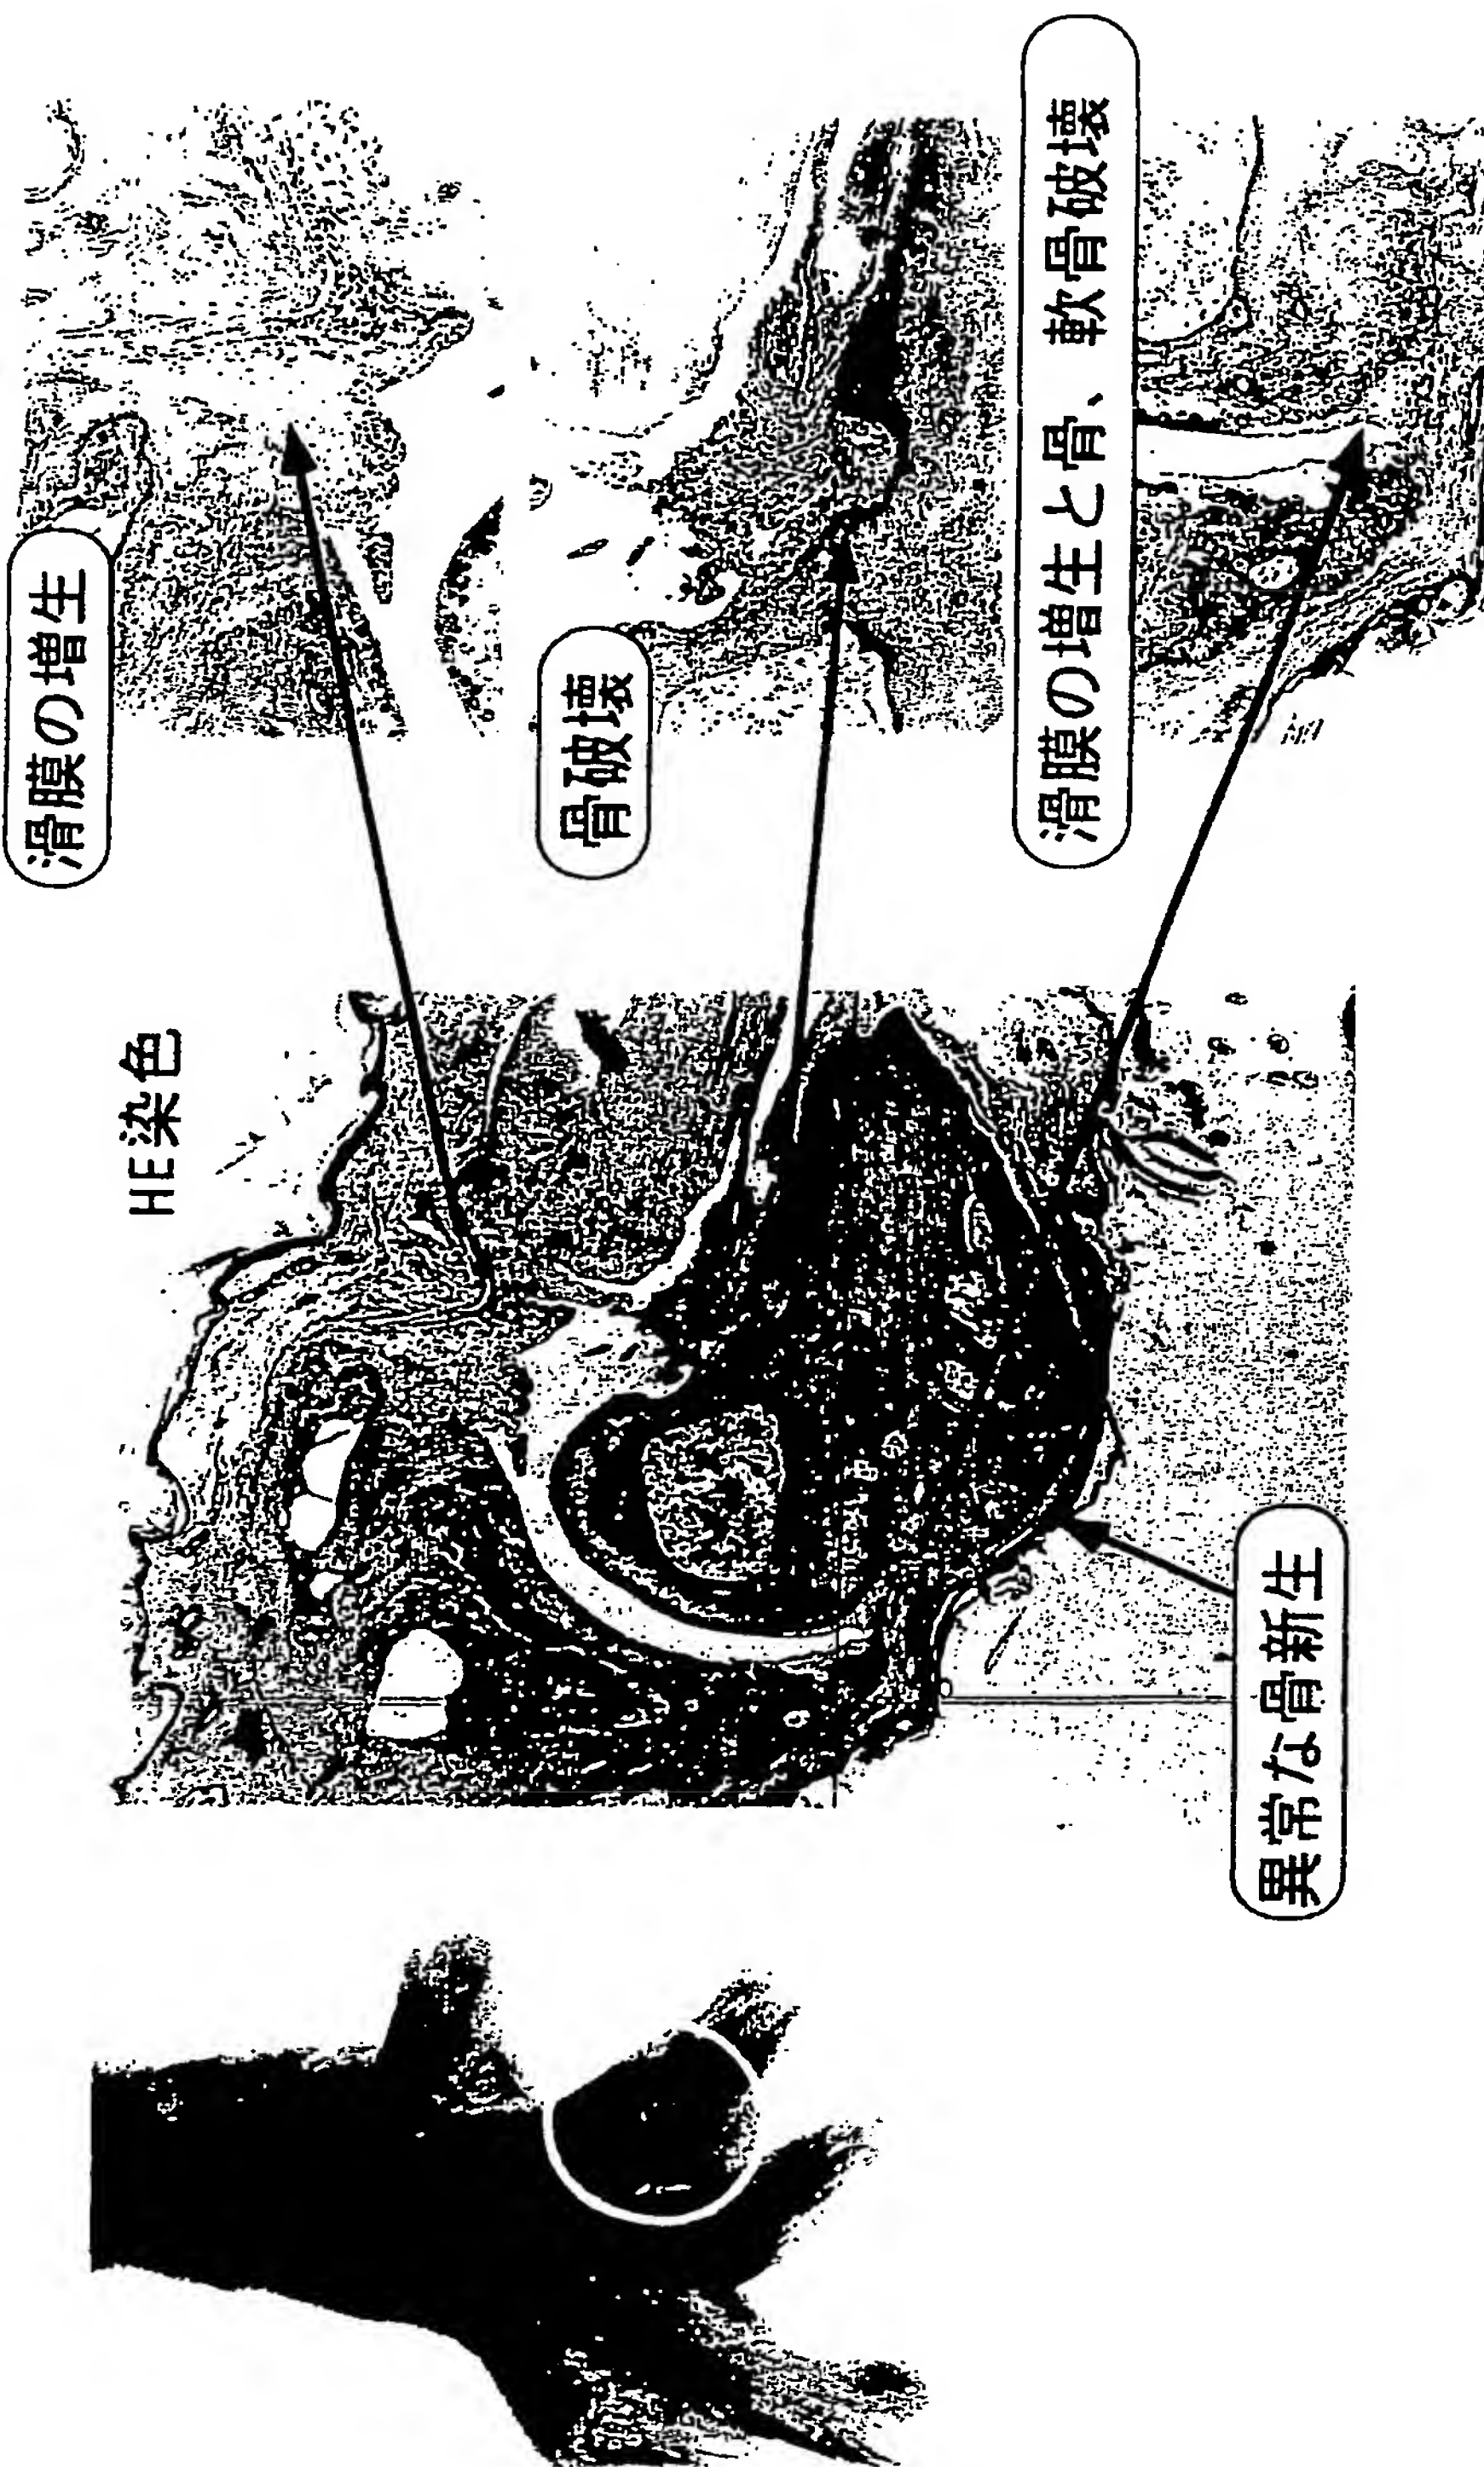 HE染色
滑膜の増生
骨破壊
滑膜の増生と骨、軟骨破壊
異常な骨新生